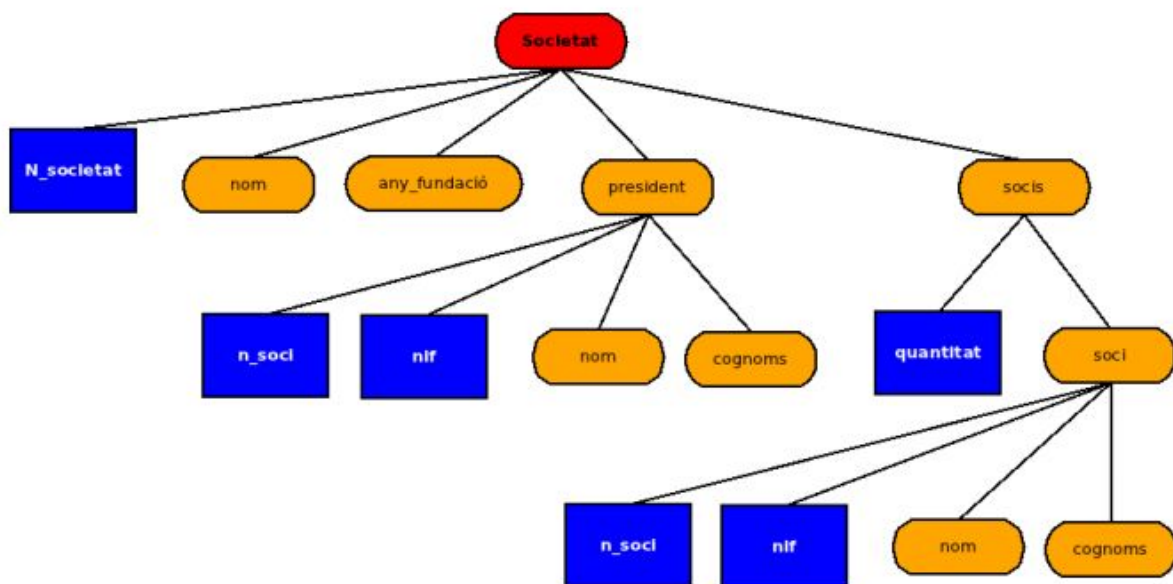 Societat
N_societat
nom
any_fundació
president
socis
n_soci
nif
nom
cognoms
quantitat
soci
n_soci
nif
nom
cognoms